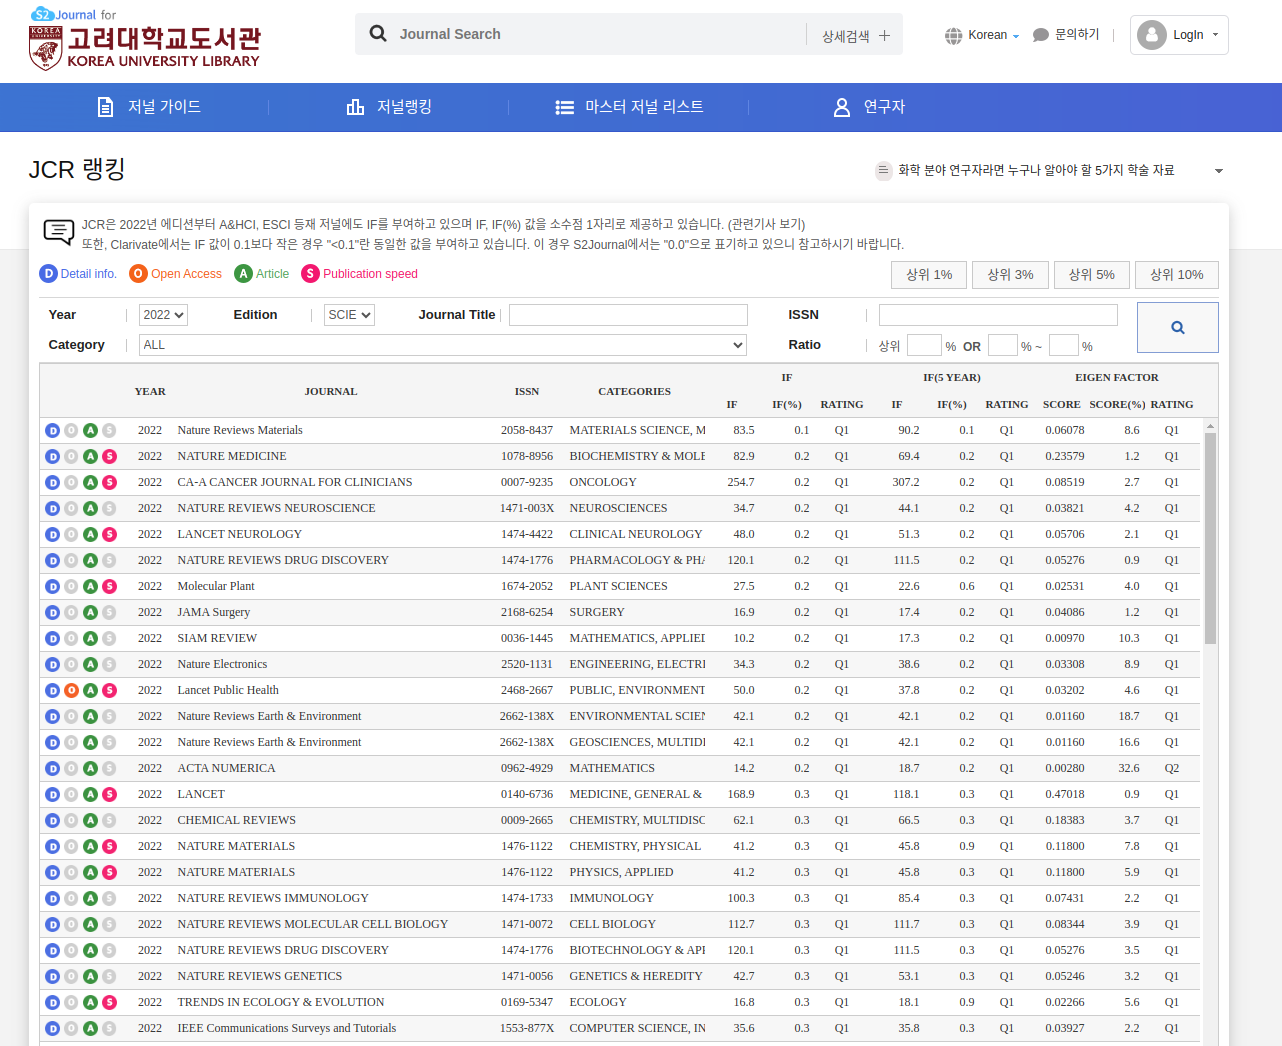 S2 Journal for
고려대학교도서관
KOREA UNIVERSITY LIBRARY
Journal Search
상세검색
Korean
문의하기
LogIn
저널 가이드
저널랭킹
마스터 저널 리스트
연구자
JCR 랭킹
화학 분야 연구자라면 누구나 알아야 할 5가지 학술 자료
JCR은 2022년 에디션부터 A&HCI, ESCI 등재 저널에도 IF를 부여하고 있으며 IF, IF(%) 값을 소수점 1자리로 제공하고 있습니다. (관련기사 보기)
또한, Clarivate에서는 IF 값이 0.1보다 작은 경우 "<0.1"란 동일한 값을 부여하고 있습니다. 이 경우 S2Journal에서는 "0.0"으로 표기하고 있으니 참고하시기 바랍니다.
D Detail info. O Open Access A Article S Publication speed
상위 1% 상위 3% 상위 5% 상위 10%
Year 2022 Edition SCIE Journal Title ISSN
Category ALL Ratio 상위 % OR % ~ %
IF IF(5 YEAR) EIGEN FACTOR
YEAR JOURNAL ISSN CATEGORIES
IF IF(%) RATING IF IF(%) RATING SCORE SCORE(%) RATING
D O A S 2022 Nature Reviews Materials 2058-8437 MATERIALS SCIENCE, M 83.5 0.1 Q1 90.2 0.1 Q1 0.06078 8.6 Q1
D O A S 2022 NATURE MEDICINE 1078-8956 BIOCHEMISTRY & MOLE 82.9 0.2 Q1 69.4 0.2 Q1 0.23579 1.2 Q1
D O A S 2022 CA-A CANCER JOURNAL FOR CLINICIANS 0007-9235 ONCOLOGY 254.7 0.2 Q1 307.2 0.2 Q1 0.08519 2.7 Q1
D O A S 2022 NATURE REVIEWS NEUROSCIENCE 1471-003X NEUROSCIENCES 34.7 0.2 Q1 44.1 0.2 Q1 0.03821 4.2 Q1
D O A S 2022 LANCET NEUROLOGY 1474-4422 CLINICAL NEUROLOGY 48.0 0.2 Q1 51.3 0.2 Q1 0.05706 2.1 Q1
D O A S 2022 NATURE REVIEWS DRUG DISCOVERY 1474-1776 PHARMACOLOGY & PHA 120.1 0.2 Q1 111.5 0.2 Q1 0.05276 0.9 Q1
D O A S 2022 Molecular Plant 1674-2052 PLANT SCIENCES 27.5 0.2 Q1 22.6 0.6 Q1 0.02531 4.0 Q1
D O A S 2022 JAMA Surgery 2168-6254 SURGERY 16.9 0.2 Q1 17.4 0.2 Q1 0.04086 1.2 Q1
D O A S 2022 SIAM REVIEW 0036-1445 MATHEMATICS, APPLIED 10.2 0.2 Q1 17.3 0.2 Q1 0.00970 10.3 Q1
D O A S 2022 Nature Electronics 2520-1131 ENGINEERING, ELECTRI 34.3 0.2 Q1 38.6 0.2 Q1 0.03308 8.9 Q1
D O A S 2022 Lancet Public Health 2468-2667 PUBLIC, ENVIRONMENT 50.0 0.2 Q1 37.8 0.2 Q1 0.03202 4.6 Q1
D O A S 2022 Nature Reviews Earth & Environment 2662-138X ENVIRONMENTAL SCIEN 42.1 0.2 Q1 42.1 0.2 Q1 0.01160 18.7 Q1
D O A S 2022 Nature Reviews Earth & Environment 2662-138X GEOSCIENCES, MULTIDI 42.1 0.2 Q1 42.1 0.2 Q1 0.01160 16.6 Q1
D O A S 2022 ACTA NUMERICA 0962-4929 MATHEMATICS 14.2 0.2 Q1 18.7 0.2 Q1 0.00280 32.6 Q2
D O A S 2022 LANCET 0140-6736 MEDICINE, GENERAL & 168.9 0.3 Q1 118.1 0.3 Q1 0.47018 0.9 Q1
D O A S 2022 CHEMICAL REVIEWS 0009-2665 CHEMISTRY, MULTIDISC 62.1 0.3 Q1 66.5 0.3 Q1 0.18383 3.7 Q1
D O A S 2022 NATURE MATERIALS 1476-1122 CHEMISTRY, PHYSICAL 41.2 0.3 Q1 45.8 0.9 Q1 0.11800 7.8 Q1
D O A S 2022 NATURE MATERIALS 1476-1122 PHYSICS, APPLIED 41.2 0.3 Q1 45.8 0.3 Q1 0.11800 5.9 Q1
D O A S 2022 NATURE REVIEWS IMMUNOLOGY 1474-1733 IMMUNOLOGY 100.3 0.3 Q1 85.4 0.3 Q1 0.07431 2.2 Q1
D O A S 2022 NATURE REVIEWS MOLECULAR CELL BIOLOGY 1471-0072 CELL BIOLOGY 112.7 0.3 Q1 111.7 0.3 Q1 0.08344 3.9 Q1
D O A S 2022 NATURE REVIEWS DRUG DISCOVERY 1474-1776 BIOTECHNOLOGY & APP 120.1 0.3 Q1 111.5 0.3 Q1 0.05276 3.5 Q1
D O A S 2022 NATURE REVIEWS GENETICS 1471-0056 GENETICS & HEREDITY 42.7 0.3 Q1 53.1 0.3 Q1 0.05246 3.2 Q1
D O A S 2022 TRENDS IN ECOLOGY & EVOLUTION 0169-5347 ECOLOGY 16.8 0.3 Q1 18.1 0.9 Q1 0.02266 5.6 Q1
D O A S 2022 IEEE Communications Surveys and Tutorials 1553-877X COMPUTER SCIENCE, IN 35.6 0.3 Q1 35.8 0.3 Q1 0.03927 2.2 Q1